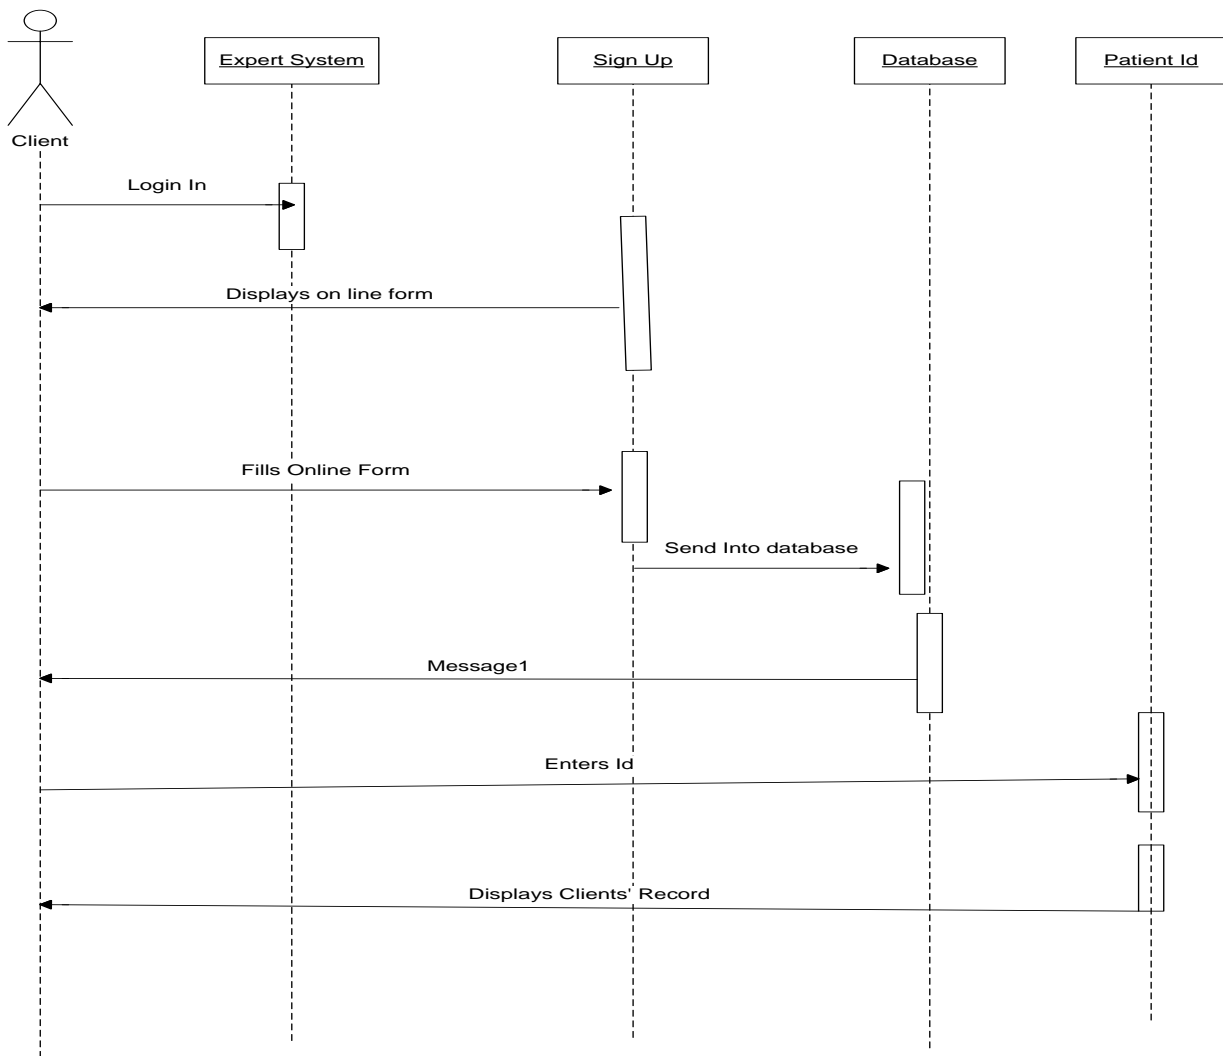 Expert System
Sign Up
Database
Patient Id
Client
Login In
Displays on line form
Fills Online Form
Send Into database
Message1
Enters Id
Displays Clients' Record